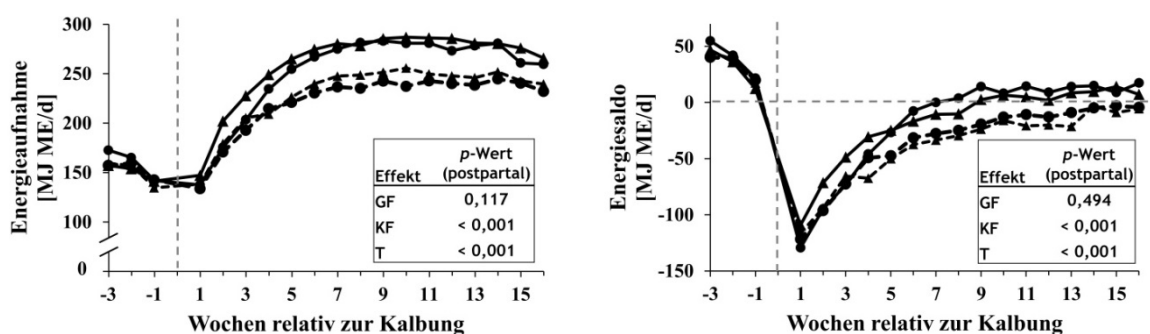 Energieaufnahme
[MJ ME/d]
300
250
200
150
100
0
-3 -1 1 3 5 7 9 11 13 15
Wochen relativ zur Kalbung
p-Wert
Effekt (postpartal)
GF 0,117
KF < 0,001
T < 0,001
Energiesaldo
[MJ ME/d]
50
0
-50
-100
-150
-3 -1 1 3 5 7 9 11 13 15
Wochen relativ zur Kalbung
p-Wert
Effekt (postpartal)
GF 0,494
KF < 0,001
T < 0,001